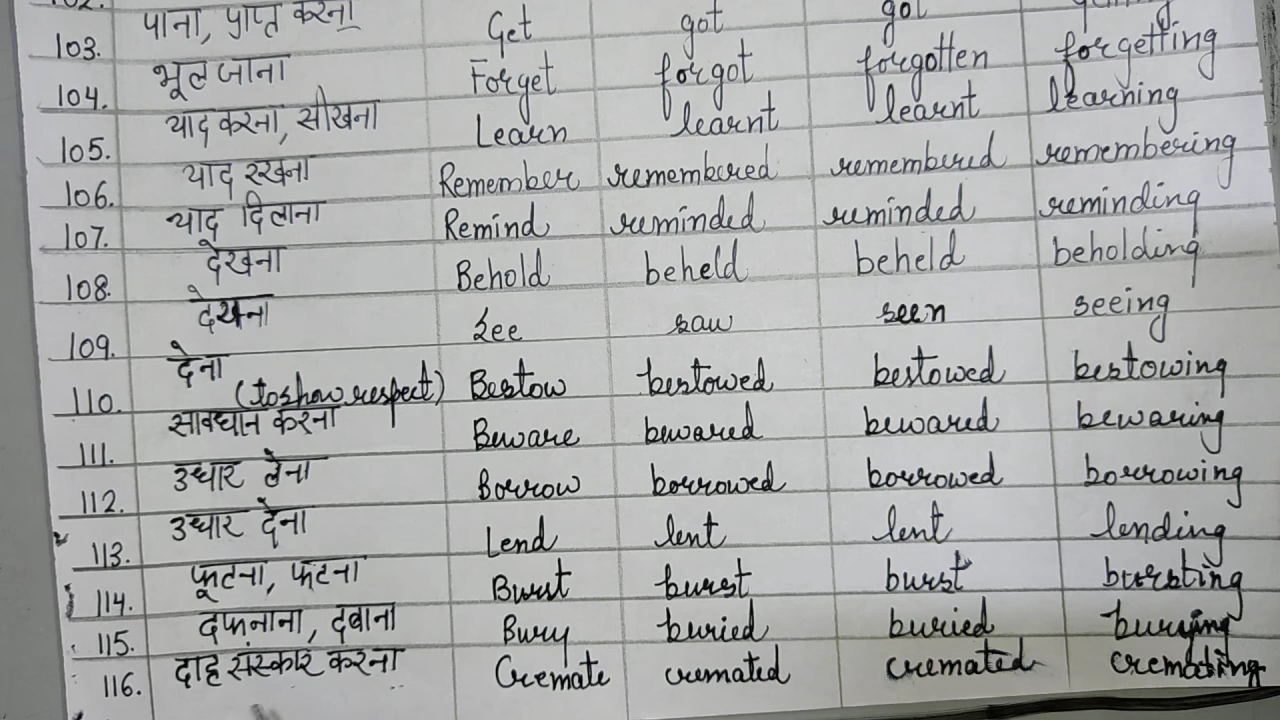 103. पाना, प्राप्त करना Get got got
104. भूल जाना Forget forgot forgotten forgetting
105. याद करना, सीखना Learn learnt learnt learning
106. याद रखना Remember remembered remembered remembering
107. याद दिलाना Remind reminded reminded reminding
108. देखना Behold beheld beheld beholding
109. देखना See saw seen seeing
110. देना (to show respect) Bestow bestowed bestowed bestowing
111. सावधान करना Beware bewared bewared bewaring
112. उधार लेना Borrow borrowed borrowed borrowing
113. उधार देना Lend lent lent lending
114. फूटना, फटना Burst burst burst bursting
115. दफनाना, दबाना Bury buried buried burying
116. दाह संस्कार करना Cremate cremated cremated cremating